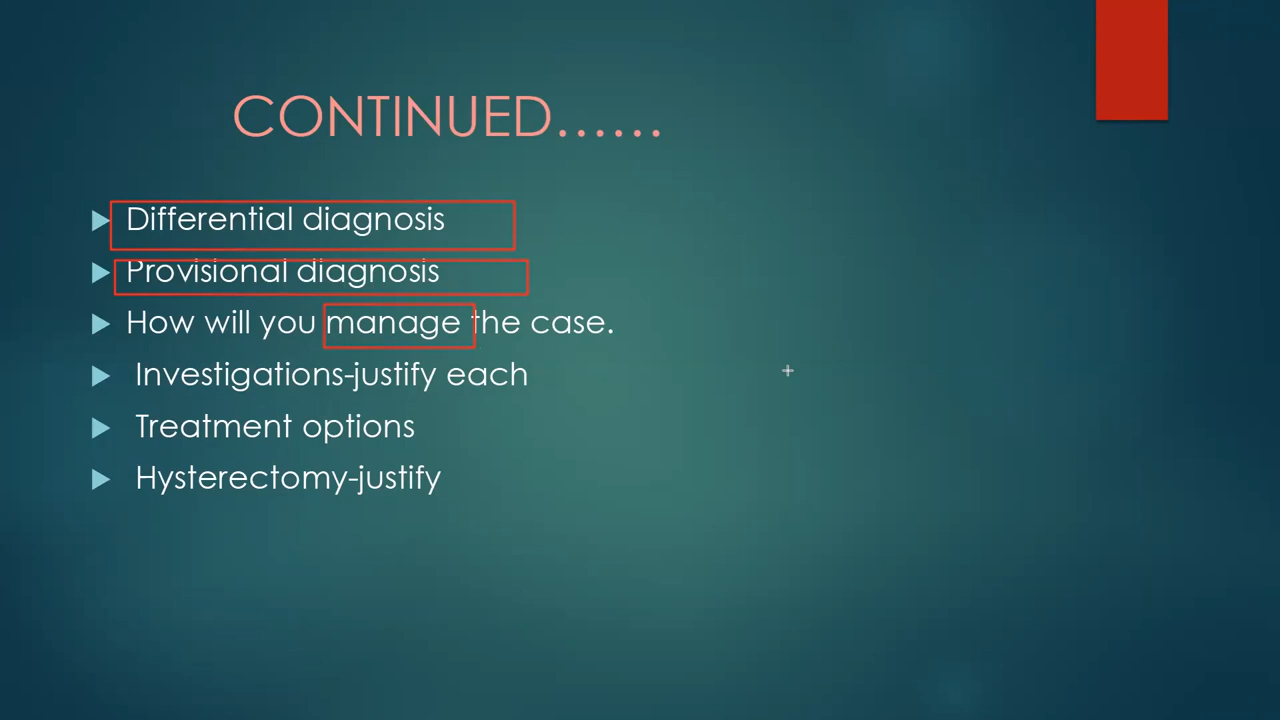 CONTINUED......
Differential diagnosis
Provisional diagnosis
How will you manage the case.
Investigations-justify each
Treatment options
Hysterectomy-justify